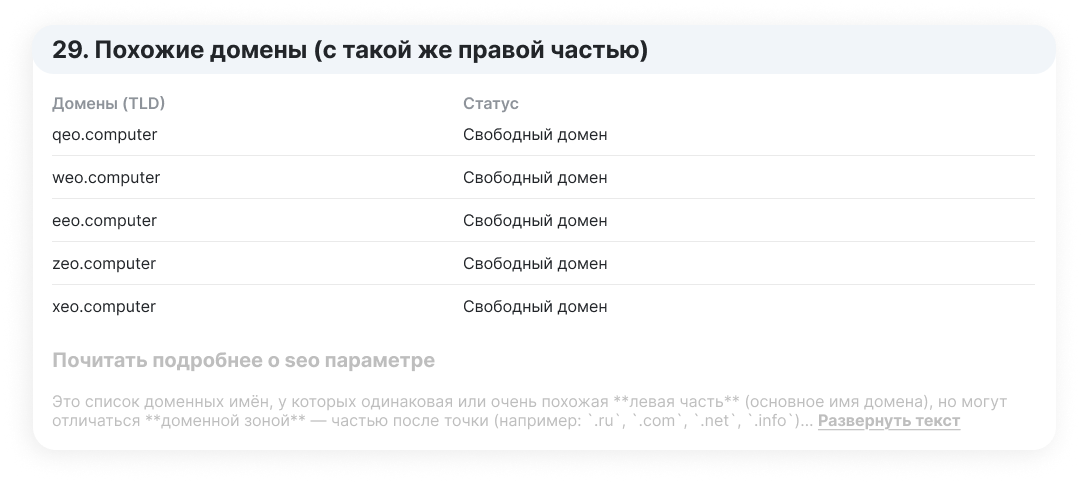 29. Похожие домены (с такой же правой частью)
Домены (TLD) Статус
qeo.computer Свободный домен
weo.computer Свободный домен
eeo.computer Свободный домен
zeo.computer Свободный домен
xeo.computer Свободный домен
Почитать подробнее о seo параметре
Это список доменных имён, у которых одинаковая или очень похожая **левая часть** (основное имя домена), но могут
отличаться **доменной зоной** — частью после точки (например: `.ru`, `.com`, `.net`, `.info`)... Развернуть текст